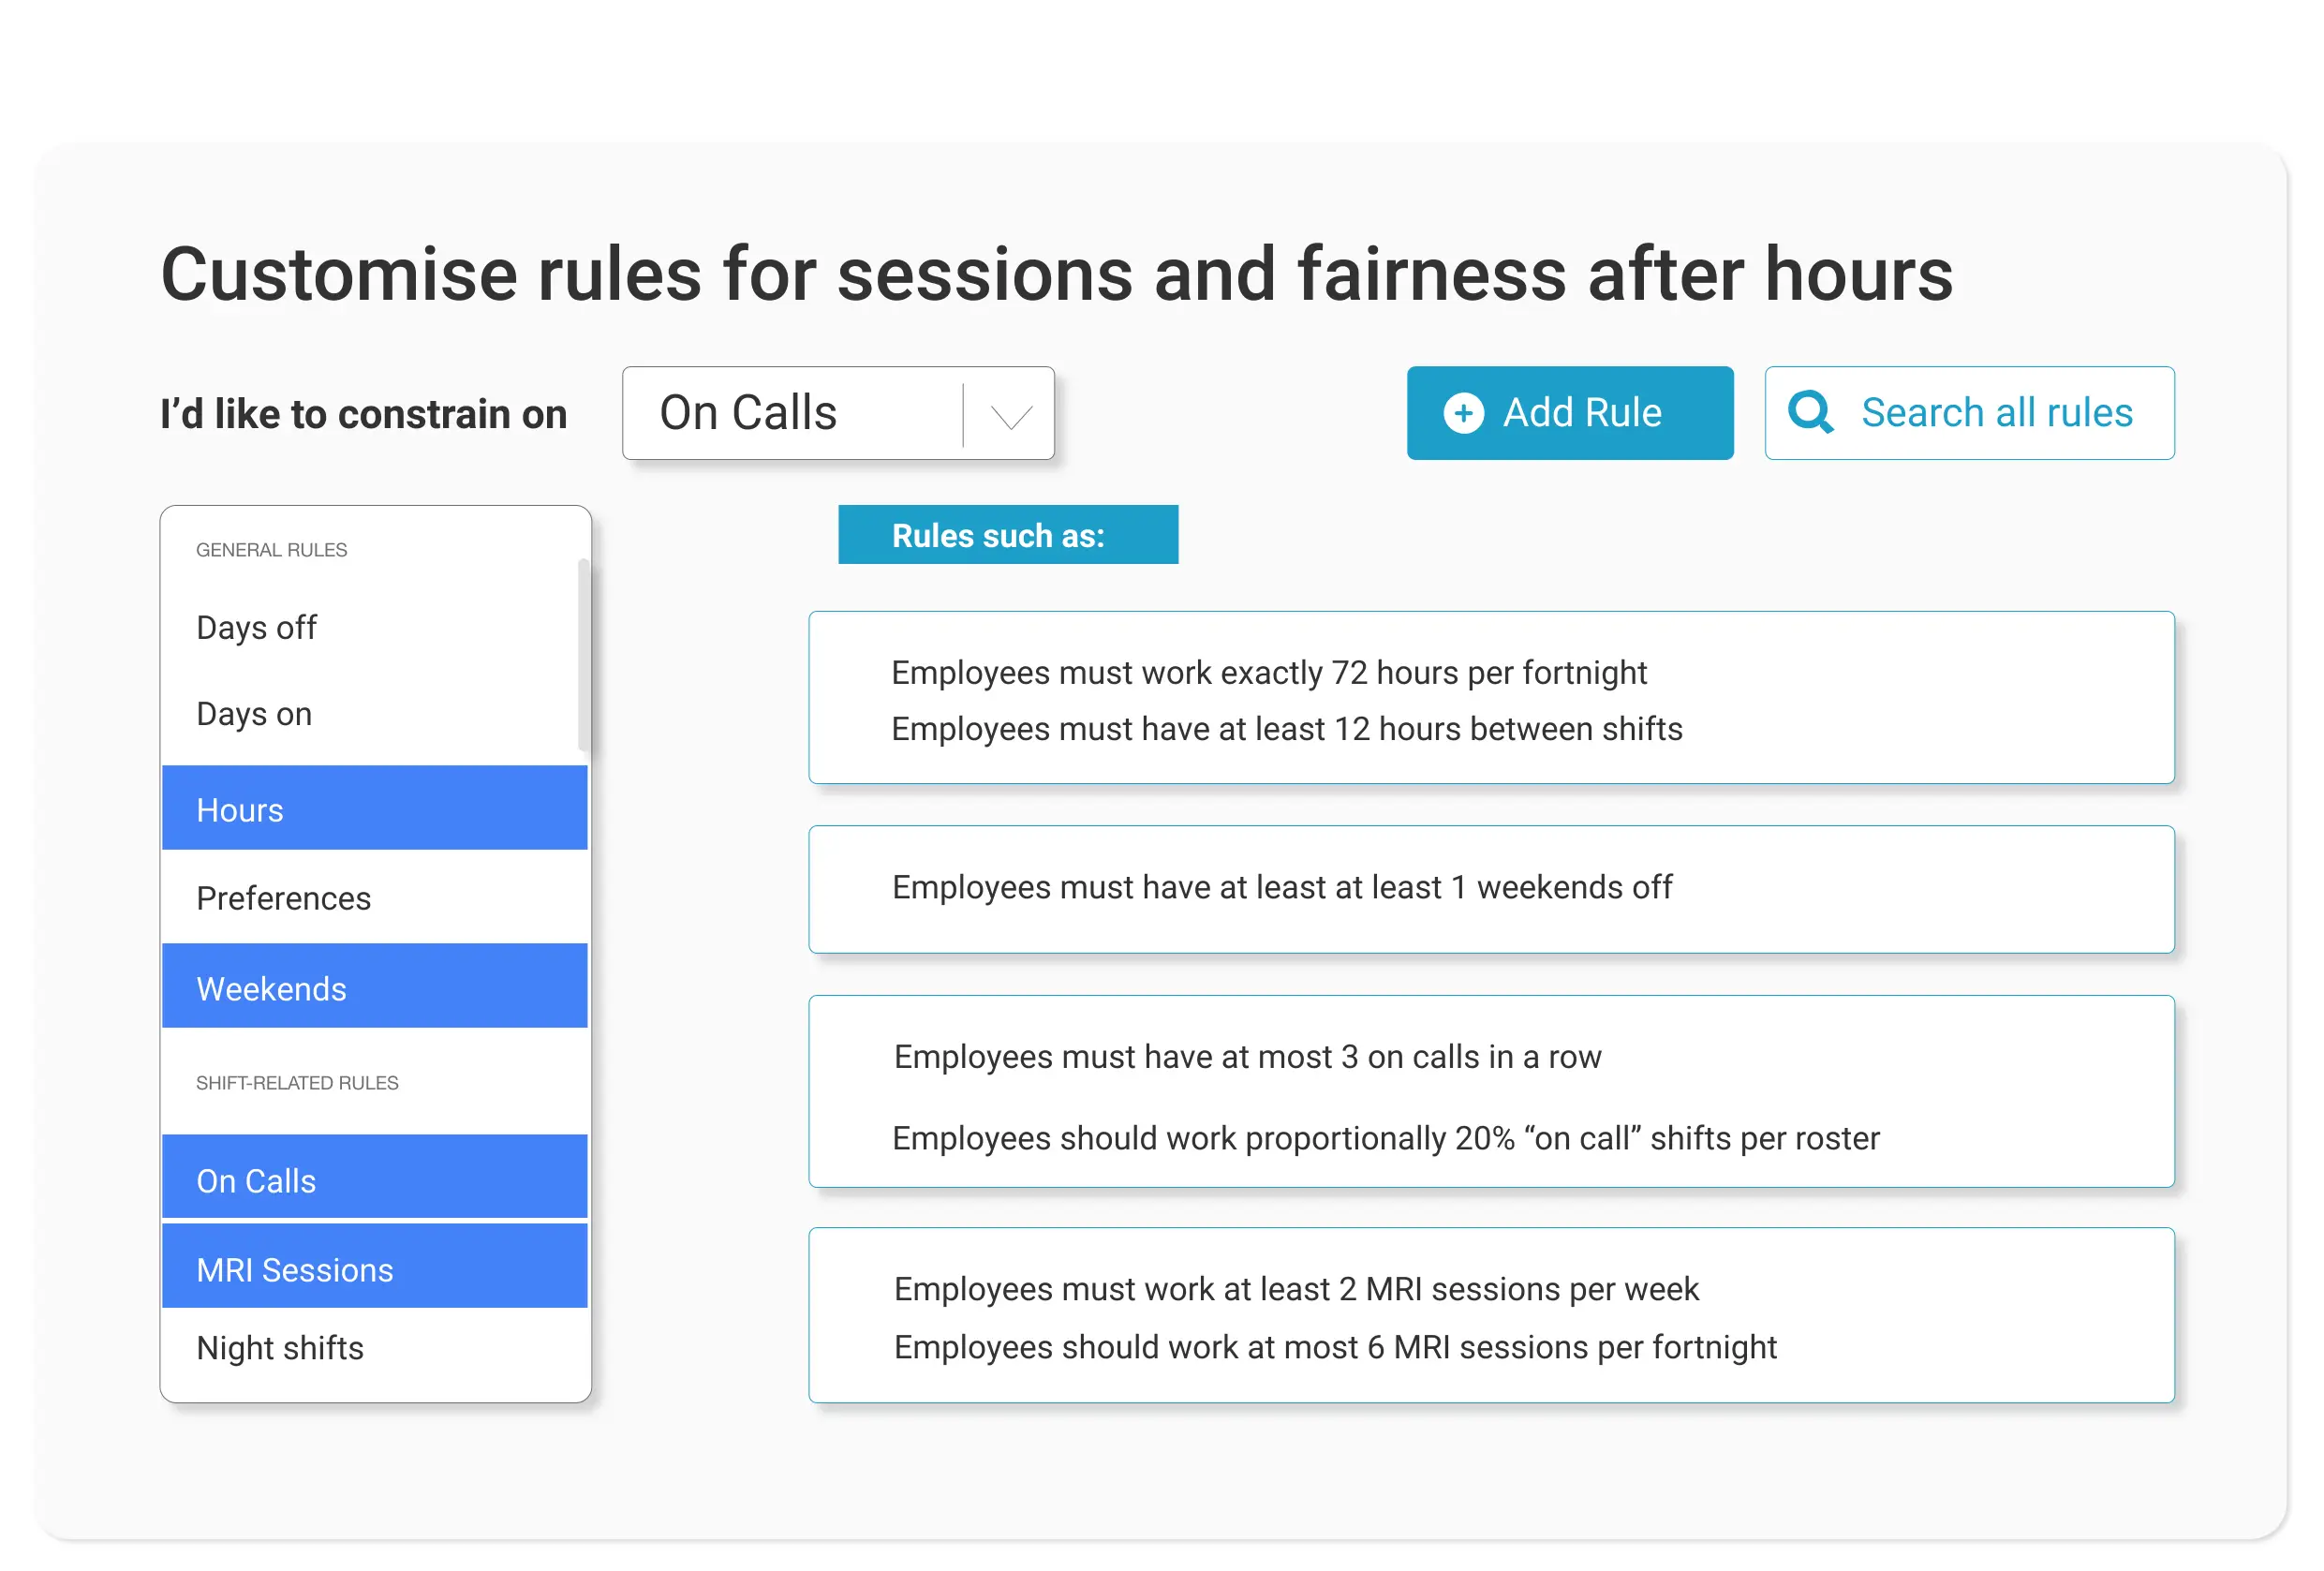 Customise rules for sessions and fairness after hours
I’d like to constrain on
On Calls
Add Rule
Search all rules
GENERAL RULES
Days off
Days on
Hours
Preferences
Weekends
SHIFT-RELATED RULES
On Calls
MRI Sessions
Night shifts
Rules such as:
Employees must work exactly 72 hours per fortnight
Employees must have at least 12 hours between shifts
Employees must have at least at least 1 weekends off
Employees must have at most 3 on calls in a row
Employees should work proportionally 20% “on call” shifts per roster
Employees must work at least 2 MRI sessions per week
Employees should work at most 6 MRI sessions per fortnight